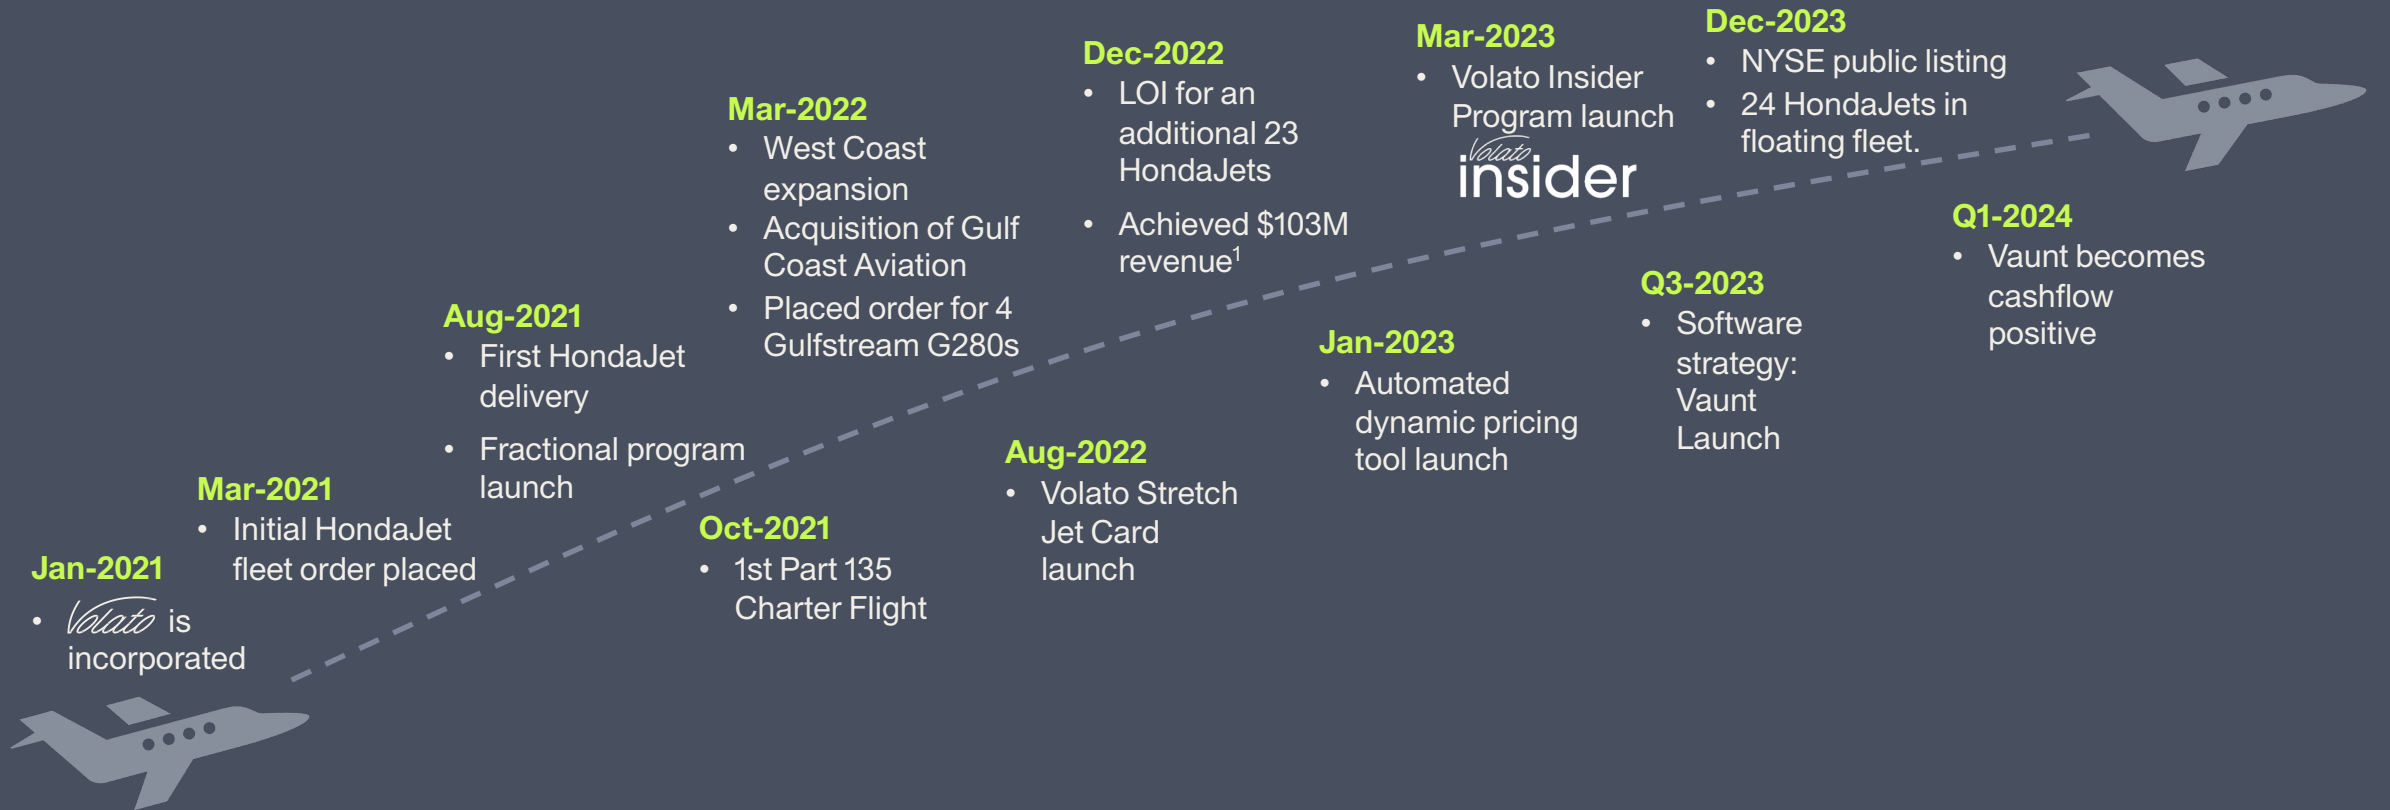 Jan-2021
• Volato is
incorporated
Mar-2021
• Initial HondaJet
fleet order placed
Aug-2021
• First HondaJet
delivery
• Fractional program
launch
Oct-2021
• 1st Part 135
Charter Flight
Mar-2022
• West Coast
expansion
• Acquisition of Gulf
Coast Aviation
• Placed order for 4
Gulfstream G280s
Aug-2022
• Volato Stretch
Jet Card
launch
Dec-2022
• LOI for an
additional 23
HondaJets
• Achieved $103M
revenue¹
Jan-2023
• Automated
dynamic pricing
tool launch
Mar-2023
• Volato Insider
Program launch
Volato
insider
Q3-2023
• Software
strategy:
Vaunt
Launch
Dec-2023
• NYSE public listing
• 24 HondaJets in
floating fleet.
Q1-2024
• Vaunt becomes
cashflow
positive